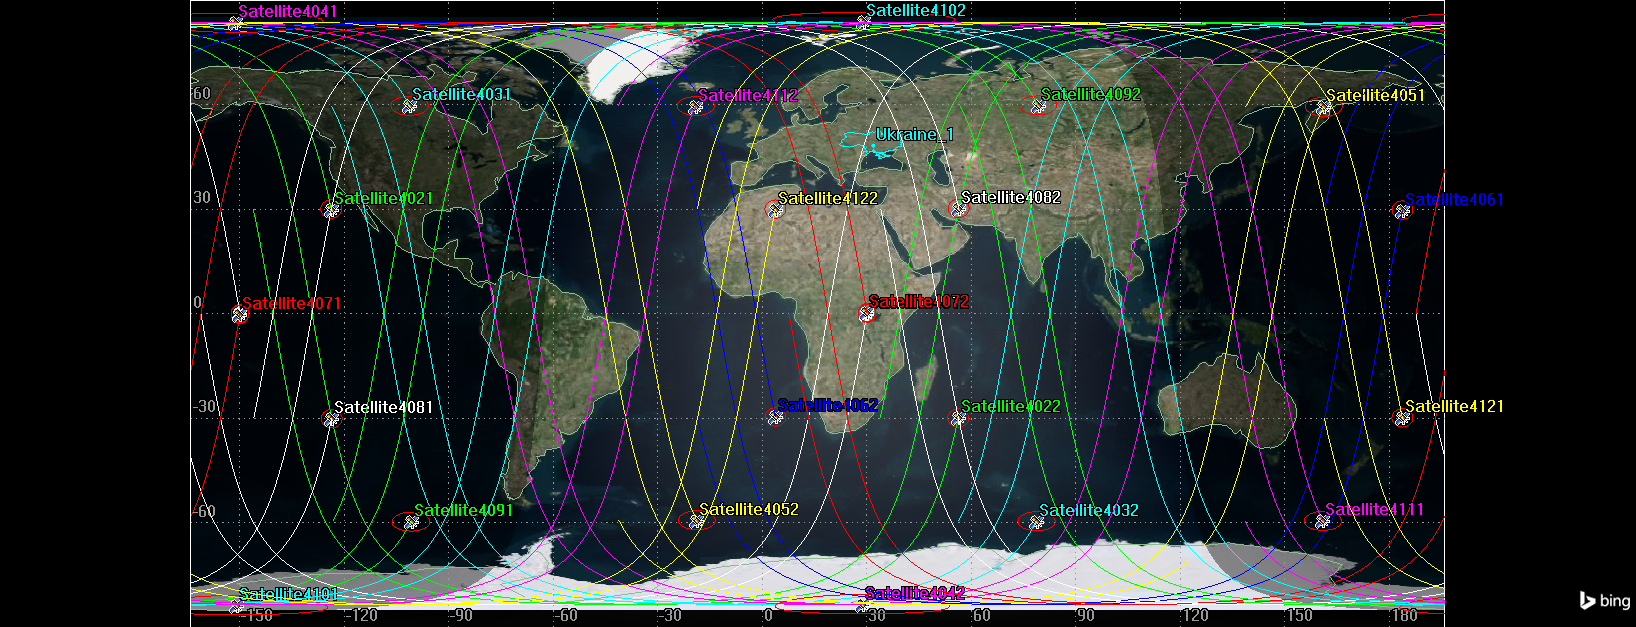 Satellite4041
Satellite4102
60
Satellite4031
Satellite4112
Satellite4092
Satellite4051
Ukraine_1
30
Satellite4021
Satellite4122
Satellite4082
Satellite4061
0
Satellite4071
Satellite4072
-30
Satellite4081
Satellite4062
Satellite4022
Satellite4121
-60
Satellite4091
Satellite4052
Satellite4032
Satellite4111
Satellite4101
Satellite4042
-150
-120
-90
-60
-30
0
30
60
90
120
150
180
bing